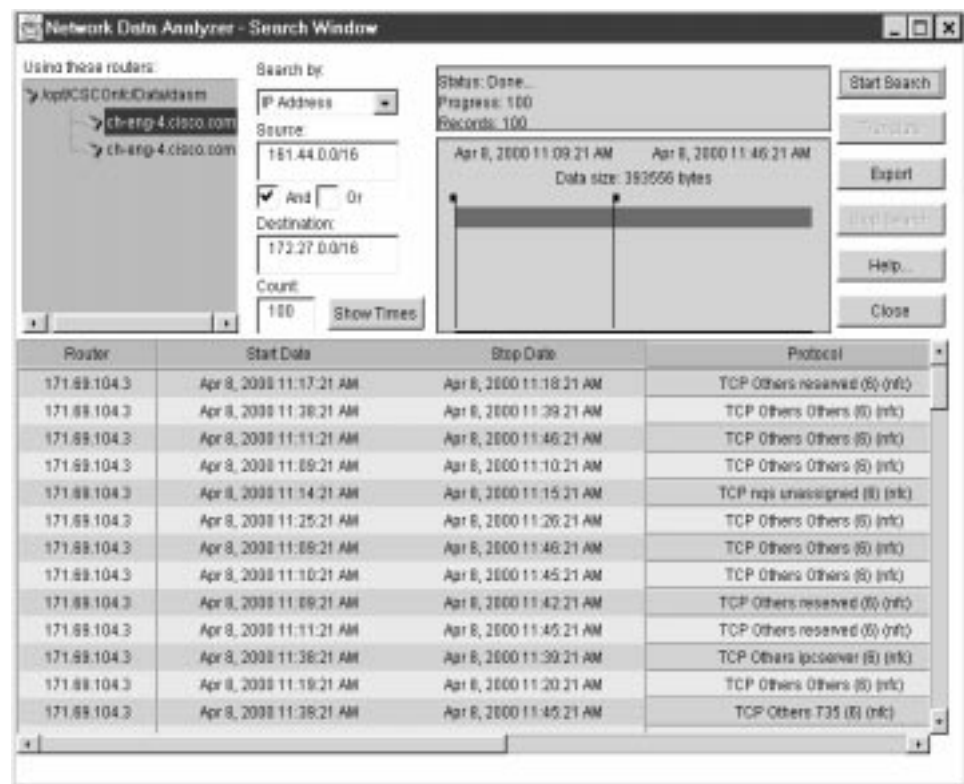 Network Data Analyzer - Search Window
Using these routers:
ch-eng-4.cisco.com
ch-eng-4.cisco.com
Search by:
IP Address
Source:
161.44.0.0/16
And Or
Destination:
172.27.0.0/16
Count:
100 Show Times
Status: Done...
Progress: 100
Records: 100
Apr 8, 2000 11:09:21 AM Apr 8, 2000 11:46:21 AM
Data size: 393556 bytes
Start Search
Export
Stop Search
Help...
Close
Router Start Date Stop Date Protocol
171.69.104.3 Apr 8, 2000 11:17:21 AM Apr 8, 2000 11:18:21 AM TCP Others reserved (6) (nfc)
171.69.104.3 Apr 8, 2000 11:38:21 AM Apr 8, 2000 11:39:21 AM TCP Others Others (6) (nfc)
171.69.104.3 Apr 8, 2000 11:11:21 AM Apr 8, 2000 11:46:21 AM TCP Others Others (6) (nfc)
171.69.104.3 Apr 8, 2000 11:09:21 AM Apr 8, 2000 11:10:21 AM TCP Others Others (6) (nfc)
171.69.104.3 Apr 8, 2000 11:14:21 AM Apr 8, 2000 11:15:21 AM TCP nqs unassigned (6) (nfc)
171.69.104.3 Apr 8, 2000 11:25:21 AM Apr 8, 2000 11:26:21 AM TCP Others Others (6) (nfc)
171.69.104.3 Apr 8, 2000 11:09:21 AM Apr 8, 2000 11:46:21 AM TCP Others Others (6) (nfc)
171.69.104.3 Apr 8, 2000 11:10:21 AM Apr 8, 2000 11:45:21 AM TCP Others Others (6) (nfc)
171.69.104.3 Apr 8, 2000 11:09:21 AM Apr 8, 2000 11:42:21 AM TCP Others reserved (6) (nfc)
171.69.104.3 Apr 8, 2000 11:11:21 AM Apr 8, 2000 11:45:21 AM TCP Others reserved (6) (nfc)
171.69.104.3 Apr 8, 2000 11:38:21 AM Apr 8, 2000 11:39:21 AM TCP Others ipcserver (6) (nfc)
171.69.104.3 Apr 8, 2000 11:19:21 AM Apr 8, 2000 11:20:21 AM TCP Others Others (6) (nfc)
171.69.104.3 Apr 8, 2000 11:39:21 AM Apr 8, 2000 11:45:21 AM TCP Others 735 (6) (nfc)